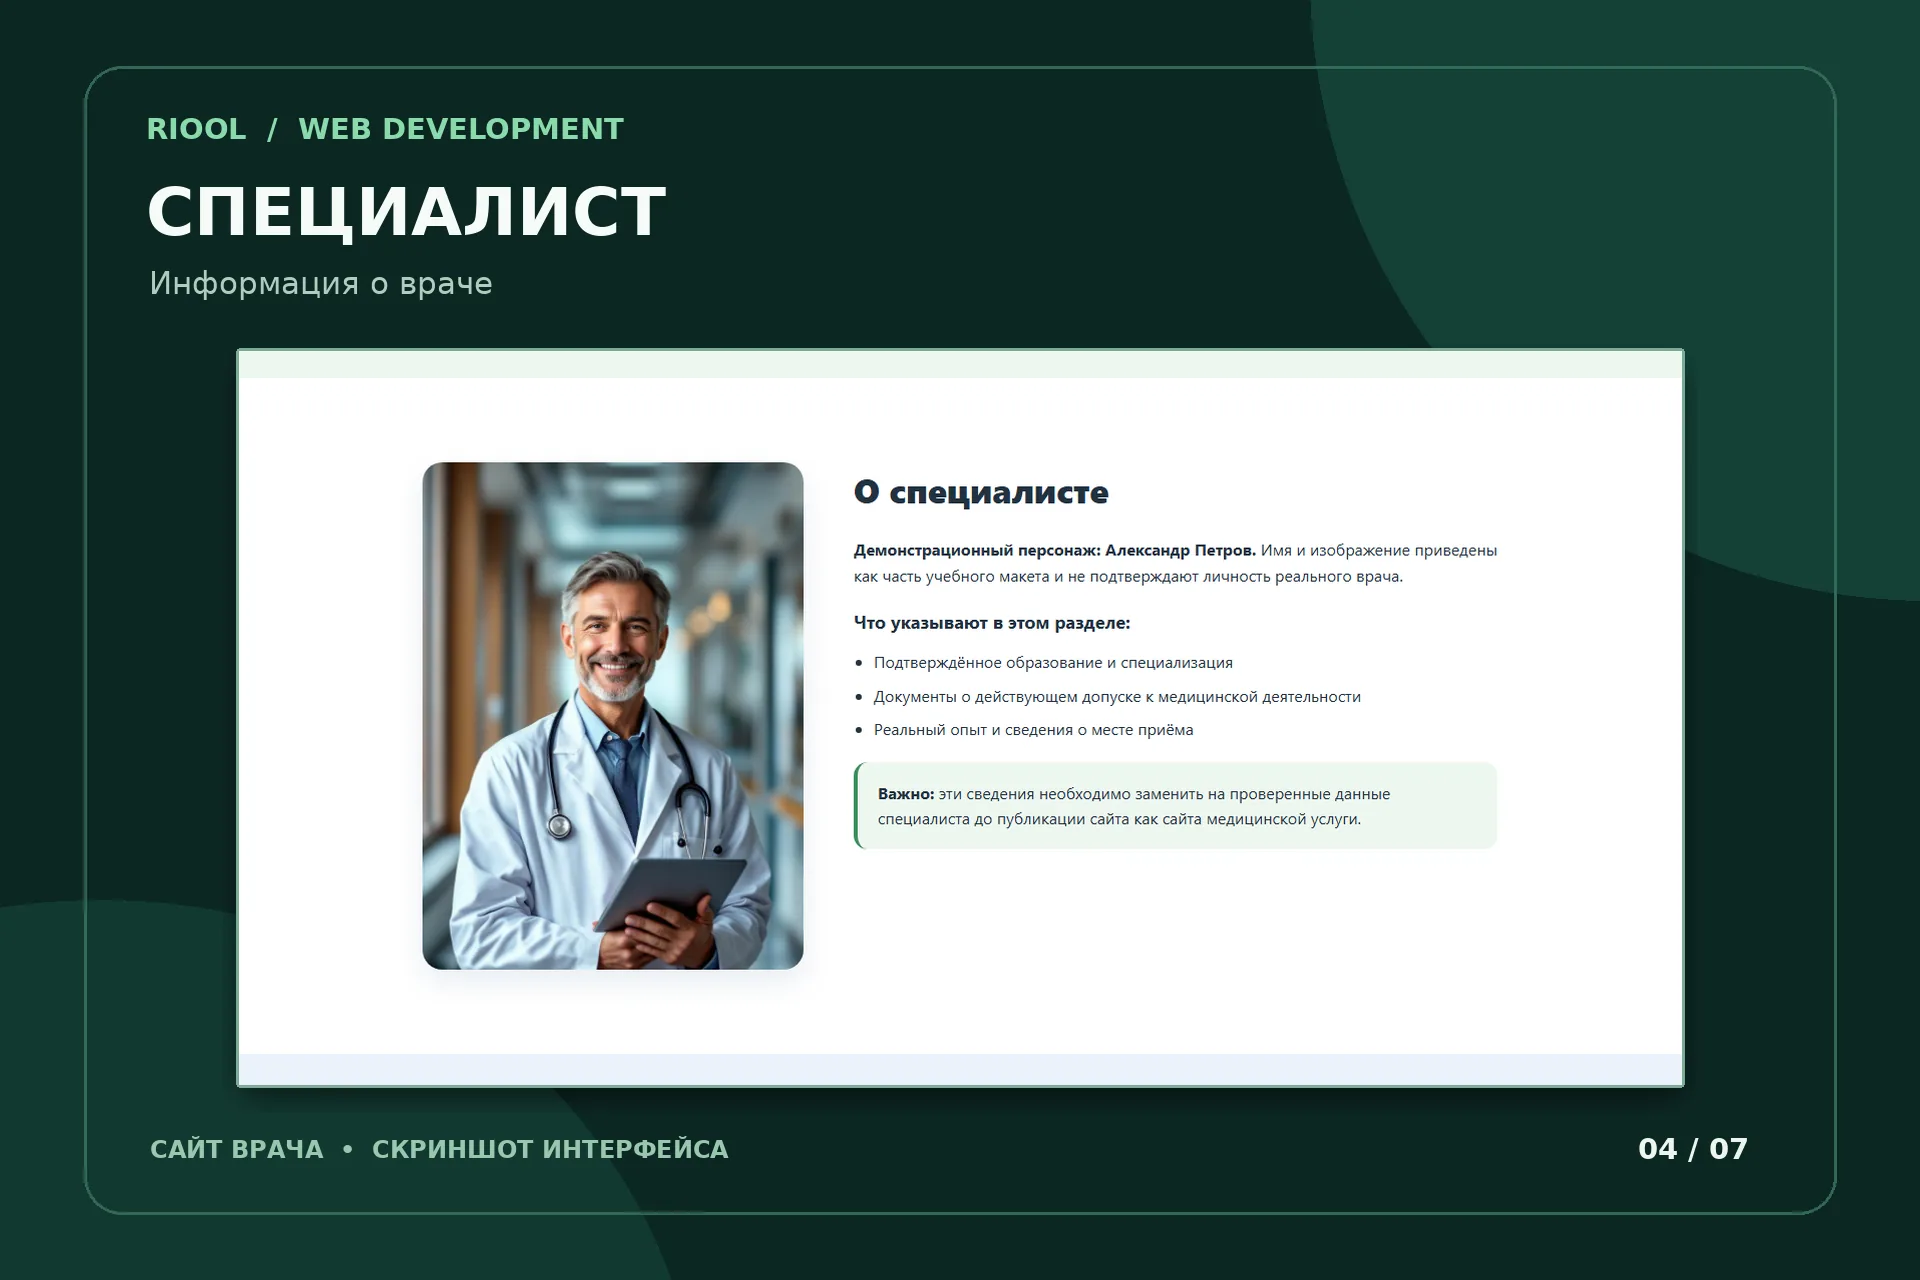 RIOOL / WEB DEVELOPMENT
СПЕЦИАЛИСТ
Информация о враче
О специалисте
Демонстрационный персонаж: Александр Петров. Имя и изображение приведены
как часть учебного макета и не подтверждают личность реального врача.
Что указывают в этом разделе:
• Подтверждённое образование и специализация
• Документы о действующем допуске к медицинской деятельности
• Реальный опыт и сведения о месте приёма
Важно: эти сведения необходимо заменить на проверенные данные
специалиста до публикации сайта как сайта медицинской услуги.
САЙТ ВРАЧА • СКРИНШОТ ИНТЕРФЕЙСА
04 / 07